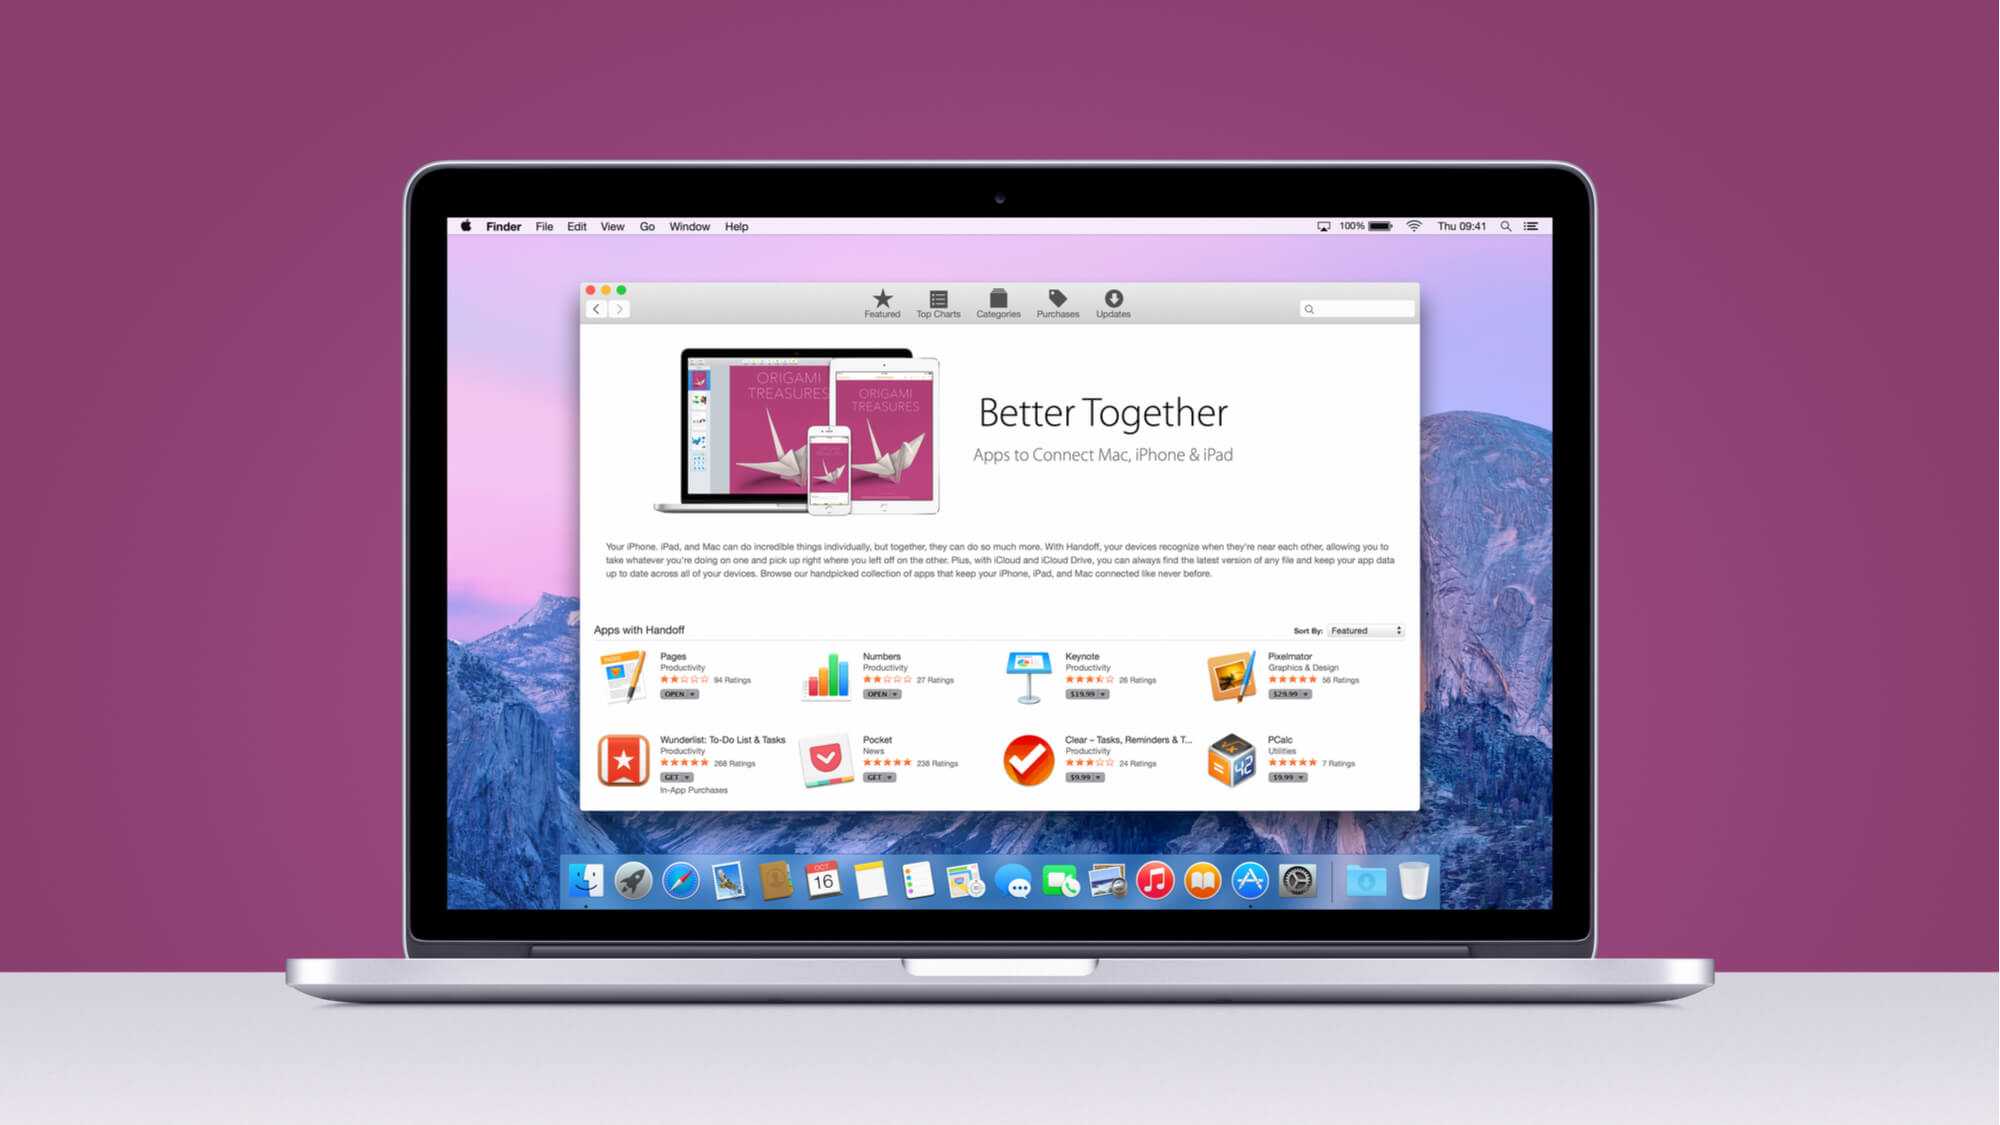 Finder File Edit View Go Window Help 100% Thu 09:41
Featured Top Charts Categories Purchases Updates
ORIGAMI
TREASURES
ORIGAMI
TREASURES
Better Together
Apps to Connect Mac, iPhone & iPad
Your iPhone. iPad, and Mac can do incredible things individually, but together, they can do so much more. With Handoff, your devices recognize when they're near each other, allowing you to
take whatever you're doing on one and pick up right where you left off on the other. Plus, with iCloud and iCloud Drive, you can always find the latest version of any file and keep your app data
up to date across all of your devices. Browse our handpicked collection of apps that keep your iPhone, iPad, and Mac connected like never before.
Apps with Handoff Sort By: Featured
Pages
Productivity
94 Ratings
OPEN
Numbers
Productivity
27 Ratings
OPEN
Keynote
Productivity
26 Ratings
$19.99
Pixelmator
Graphics & Design
56 Ratings
$29.99
Wunderlist: To-Do List & Tasks
Productivity
268 Ratings
GET
In-App Purchases
Pocket
News
238 Ratings
GET
Clear – Tasks, Reminders & T...
Productivity
24 Ratings
$9.99
PCalc
Utilities
7 Ratings
$9.99
42
OCT
16